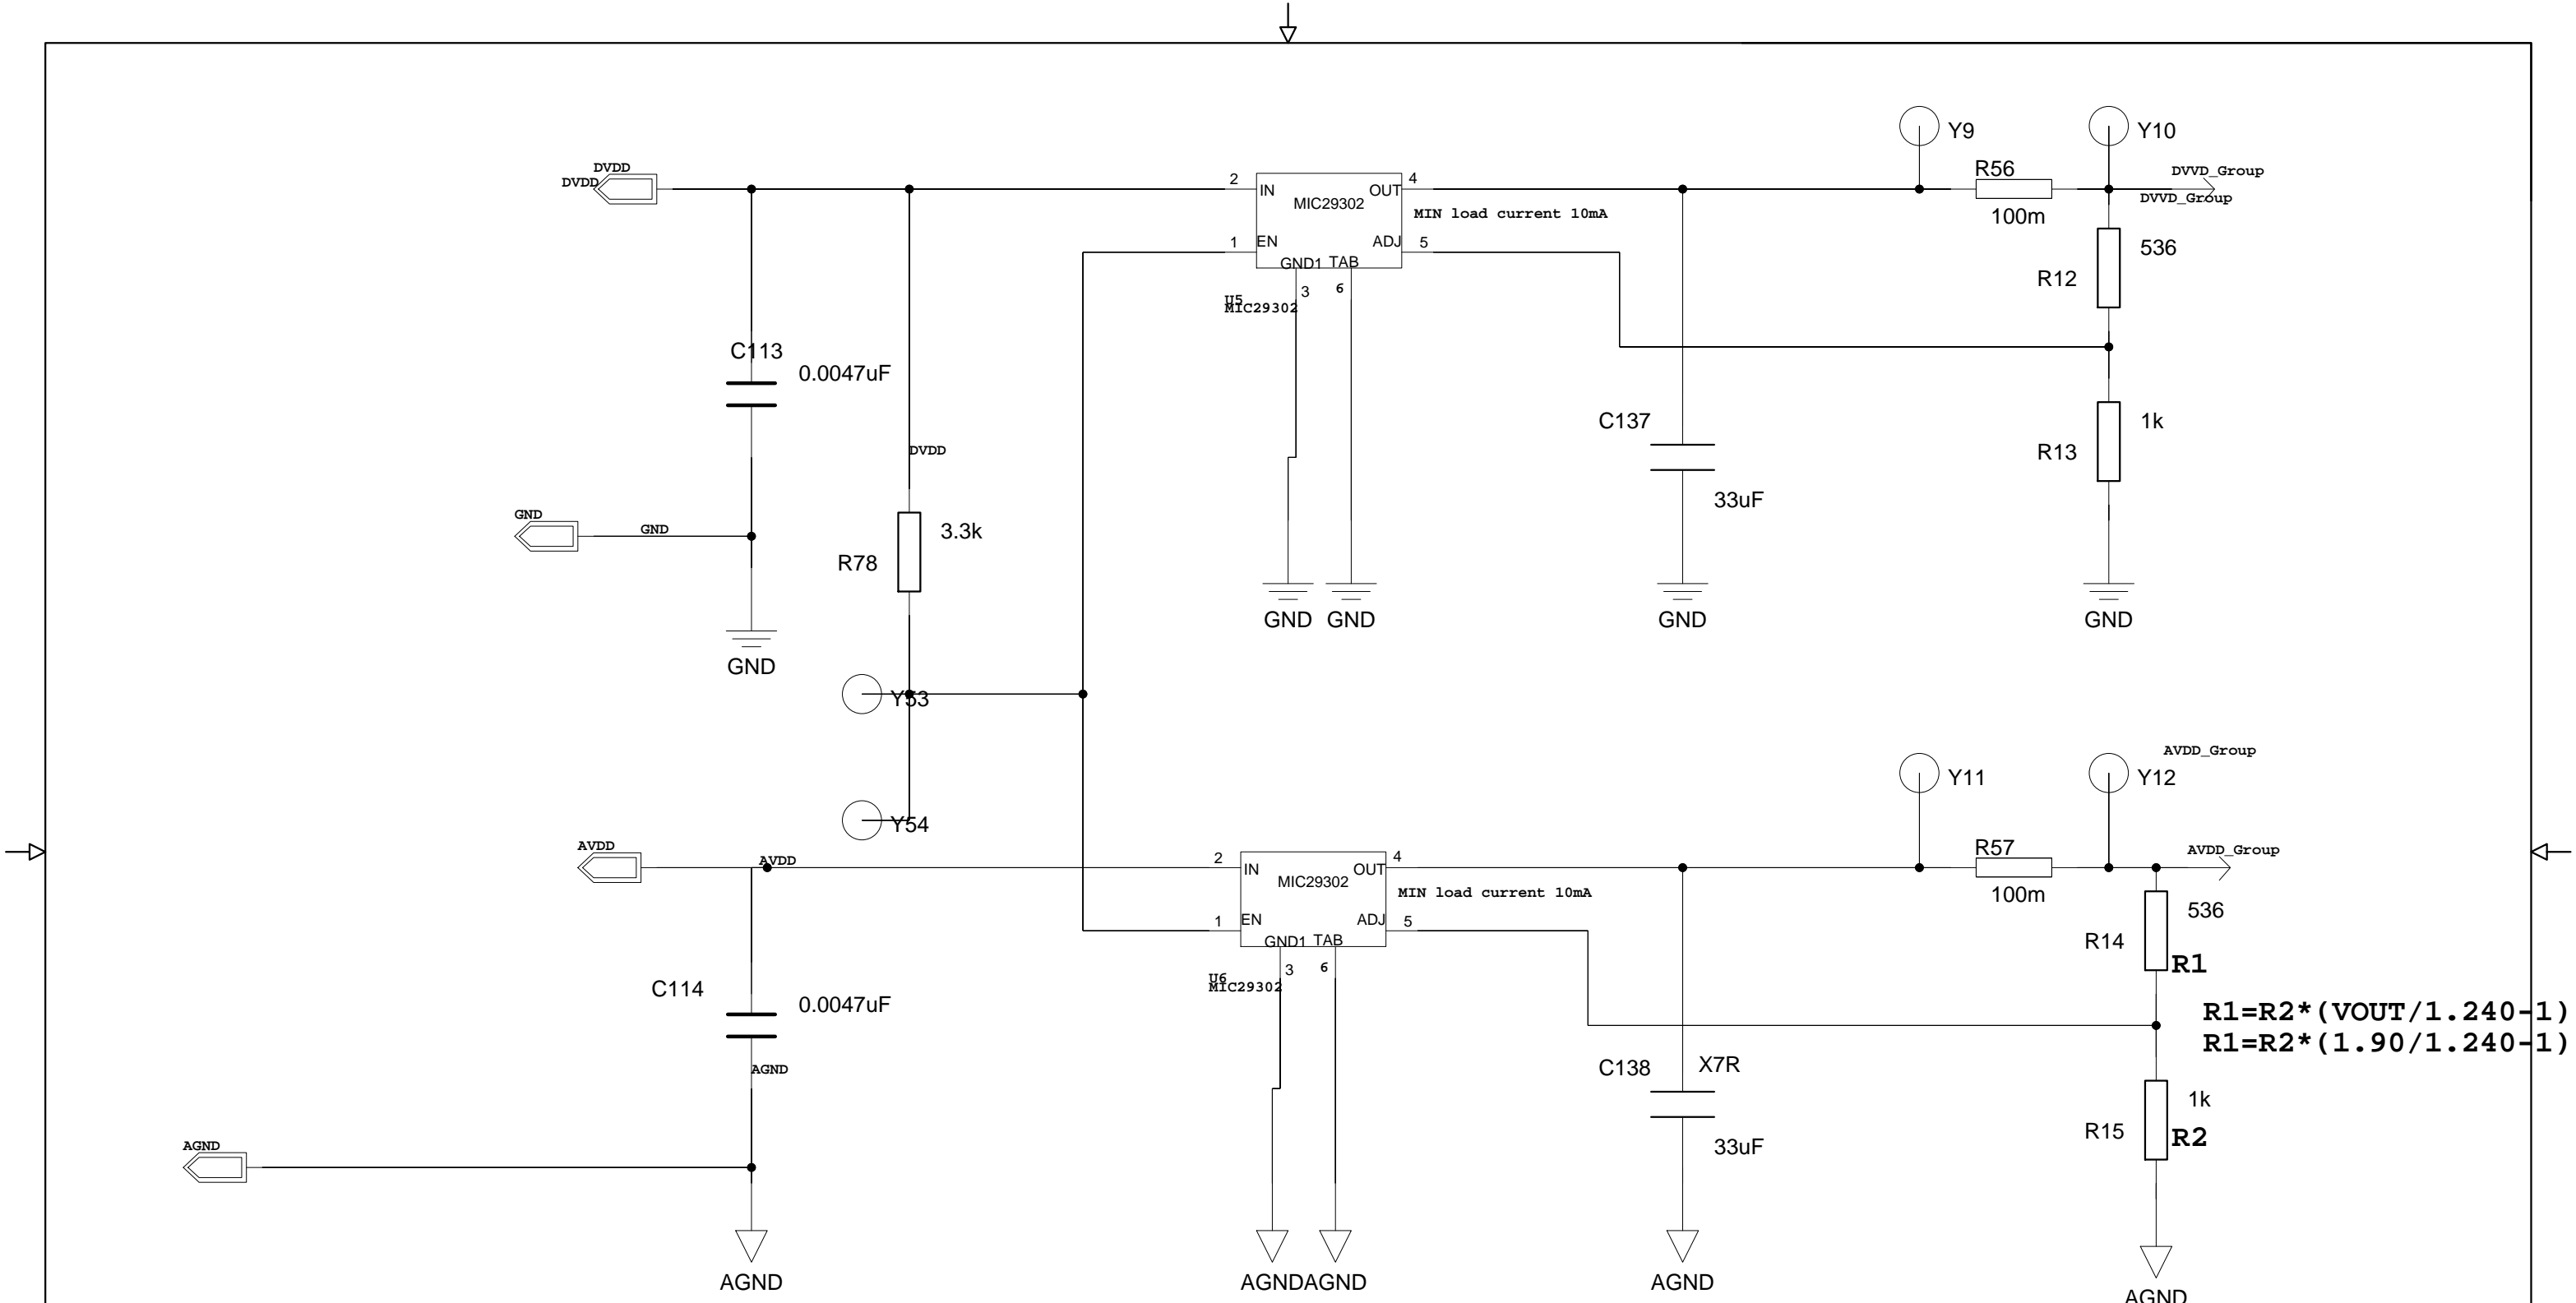 Y9
Y10
DVDD
DVDD
2
IN
OUT
4
MIC29302
MIN load current 10mA
R56
100m
DVVD_Group
DVVD_Group
1
EN
ADJ
5
GND1
TAB
3
6
U5
MIC29302
536
R12
C113
0.0047uF
DVDD
C137
33uF
1k
R13
GND
GND
3.3k
R78
GND
GND
GND
GND
GND
Y53
Y54
Y11
Y12
AVDD_Group
AVDD
AVDD
2
IN
OUT
4
MIC29302
MIN load current 10mA
R57
100m
AVDD_Group
1
EN
ADJ
5
GND1
TAB
3
6
U6
MIC29302
536
R14
R1
C114
0.0047uF
R1=R2*(VOUT/1.240-1)
R1=R2*(1.90/1.240-1)
AGND
C138
X7R
33uF
1k
R15
R2
AGND
AGND
AGND
AGND
AGND
AGND